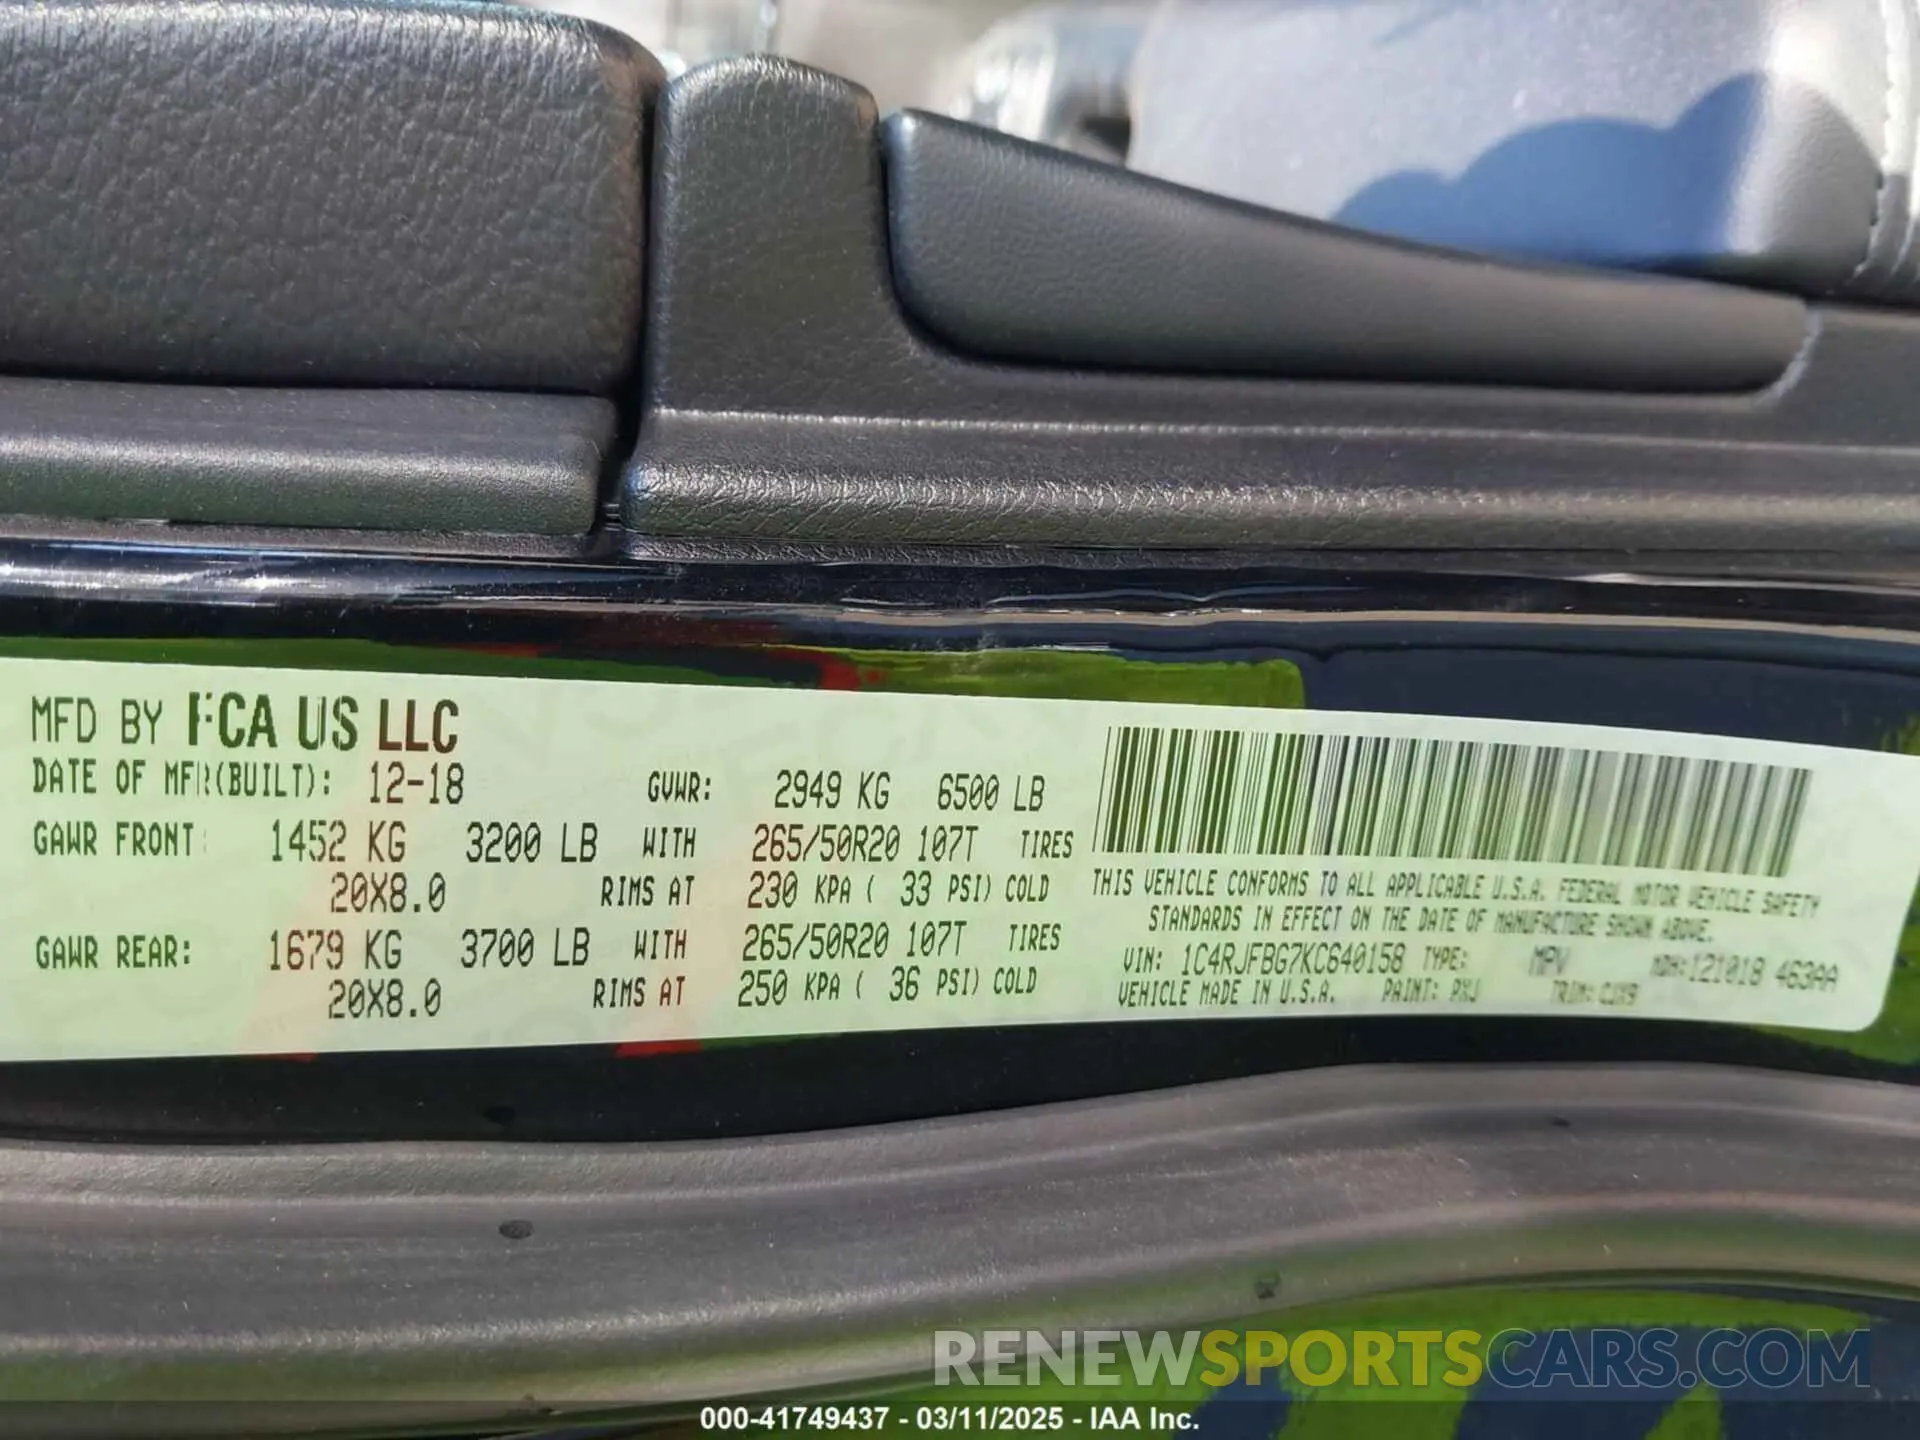 MFD BY FCA US LLC
DATE OF MFR(BUILT): 12-18 GVWR: 2949 KG 6500 LB
GAWR FRONT: 1452 KG 3200 LB WITH 265/50R20 107T TIRES
20X8.0 RIMS AT 230 KPA ( 33 PSI) COLD
GAWR REAR: 1679 KG 3700 LB WITH 265/50R20 107T TIRES
20X8.0 RIMS AT 250 KPA ( 36 PSI) COLD
THIS VEHICLE CONFORMS TO ALL APPLICABLE U.S.A. FEDERAL MOTOR VEHICLE SAFETY
STANDARDS IN EFFECT ON THE DATE OF MANUFACTURE SHOWN ABOVE.
VIN: 1C4RJFBG7KC640158 TYPE: MPV MDH:121018 463AA
VEHICLE MADE IN U.S.A. PAINT: PXJ TRIM:
RENEWSPORTSCARS.COM
000-41749437 - 03/11/2025 - IAA Inc.